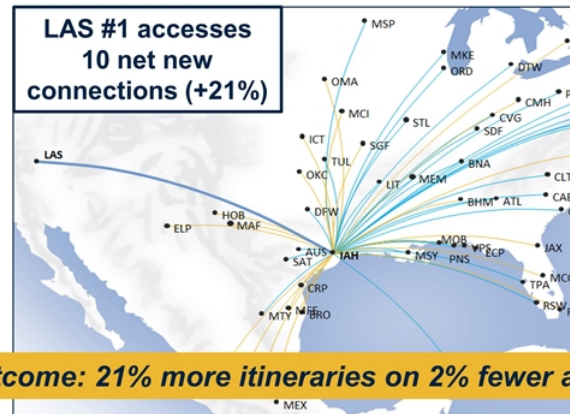 LAS #1 accesses
10 net new
connections (+21%)
MSP
MKE
ORD
DTW
OMA
MCI
CMH
STL
CVG
SDF
ICT
SGF
LAS
TUL
BNA
OKC
LIT
MEM
CLT
DFW
BHM
ATL
CAE
HOB
MAF
ELP
MOB
VPS
ECP
JAX
AUS
IAH
MSY
PNS
SAT
TPA
CRP
RSW
MTY
BRO
tcome: 21% more itineraries on 2% fewer a
MEX